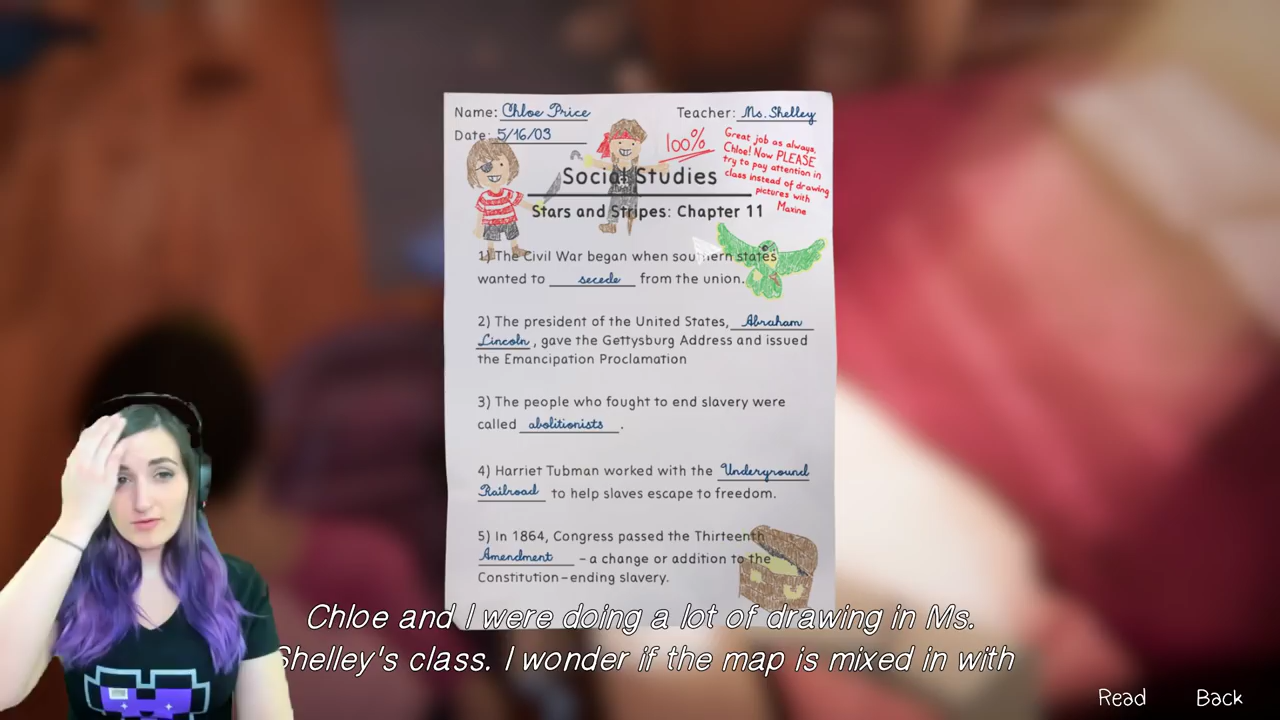 Name: Chloe Price
Teacher: Ms. Shelley
Date: 5/16/03
100%
Great job as always,
Chloe! Now PLEASE
try to pay attention in
class instead of drawing
pictures with
Maxine
Social Studies
Stars and Stripes: Chapter 11
1) The Civil War began when southern states
wanted to secede from the union.
2) The president of the United States, Abraham
Lincoln, gave the Gettysburg Address and issued
the Emancipation Proclamation
3) The people who fought to end slavery were
called abolitionists.
4) Harriet Tubman worked with the Underground
Railroad to help slaves escape to freedom.
5) In 1864, Congress passed the Thirteenth
Amendment - a change or addition to the
Constitution-ending slavery.
Chloe and I were doing a lot of drawing in Ms.
Shelley's class. I wonder if the map is mixed in with
Read
Back